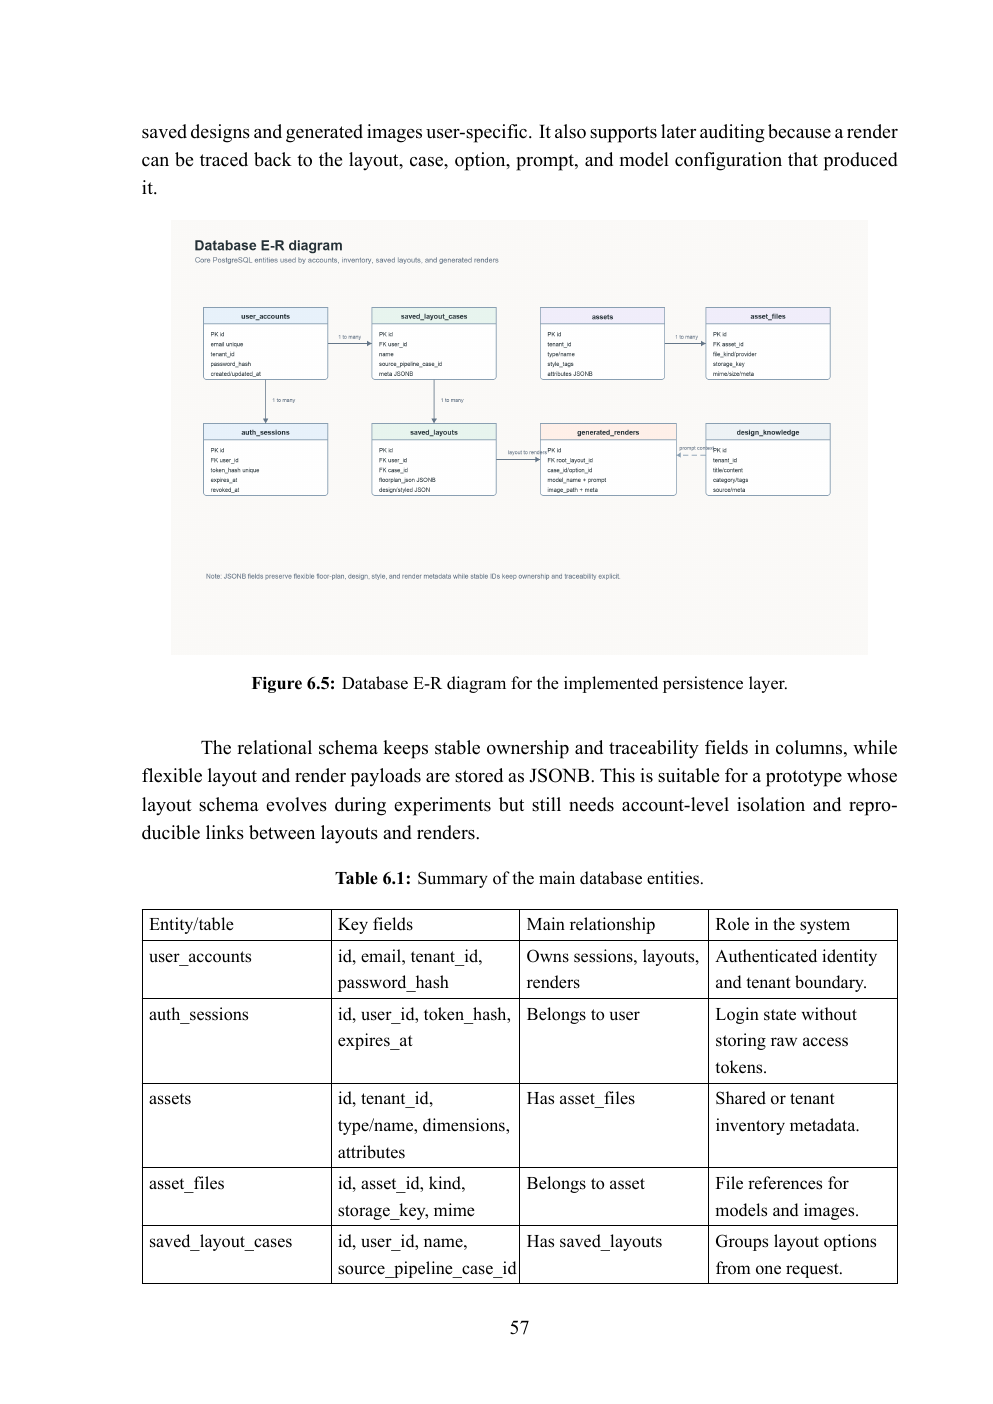 saved designs and generated images user-specific. It also supports later auditing because a render
can be traced back to the layout, case, option, prompt, and model configuration that produced
it.
Database E-R diagram
Core PostgreSQL entities used by accounts, inventory, saved layouts, and generated renders
user_accounts
PK id
email unique
tenant_id
password_hash
created/updated_at
1 to many
saved_layout_cases
PK id
FK user_id
name
source_pipeline_case_id
meta JSONB
assets
PK id
tenant_id
type/name
style_tags
attributes JSONB
1 to many
asset_files
PK id
FK asset_id
file_kind/provider
storage_key
mime/size/meta
1 to many
1 to many
auth_sessions
PK id
FK user_id
token_hash unique
expires_at
revoked_at
saved_layouts
PK id
FK user_id
FK case_id
floorplan_json JSONB
design/styled JSON
layout to renders
generated_renders
PK id
FK root_layout_id
case_id/option_id
model_name + prompt
image_path + meta
prompt context
design_knowledge
PK id
tenant_id
title/content
category/tags
source/meta
Note: JSONB fields preserve flexible floor-plan, design, style, and render metadata while stable IDs keep ownership and traceability explicit.
Figure 6.5: Database E-R diagram for the implemented persistence layer.
The relational schema keeps stable ownership and traceability fields in columns, while
flexible layout and render payloads are stored as JSONB. This is suitable for a prototype whose
layout schema evolves during experiments but still needs account-level isolation and repro-
ducible links between layouts and renders.
Table 6.1: Summary of the main database entities.
Entity/table Key fields Main relationship Role in the system
user_accounts id, email, tenant_id, Owns sessions, layouts, Authenticated identity
password_hash renders and tenant boundary.
auth_sessions id, user_id, token_hash, Belongs to user Login state without
expires_at storing raw access
tokens.
assets id, tenant_id, Has asset_files Shared or tenant
type/name, dimensions, inventory metadata.
attributes
asset_files id, asset_id, kind, Belongs to asset File references for
storage_key, mime models and images.
saved_layout_cases id, user_id, name, Has saved_layouts Groups layout options
source_pipeline_case_id from one request.
57